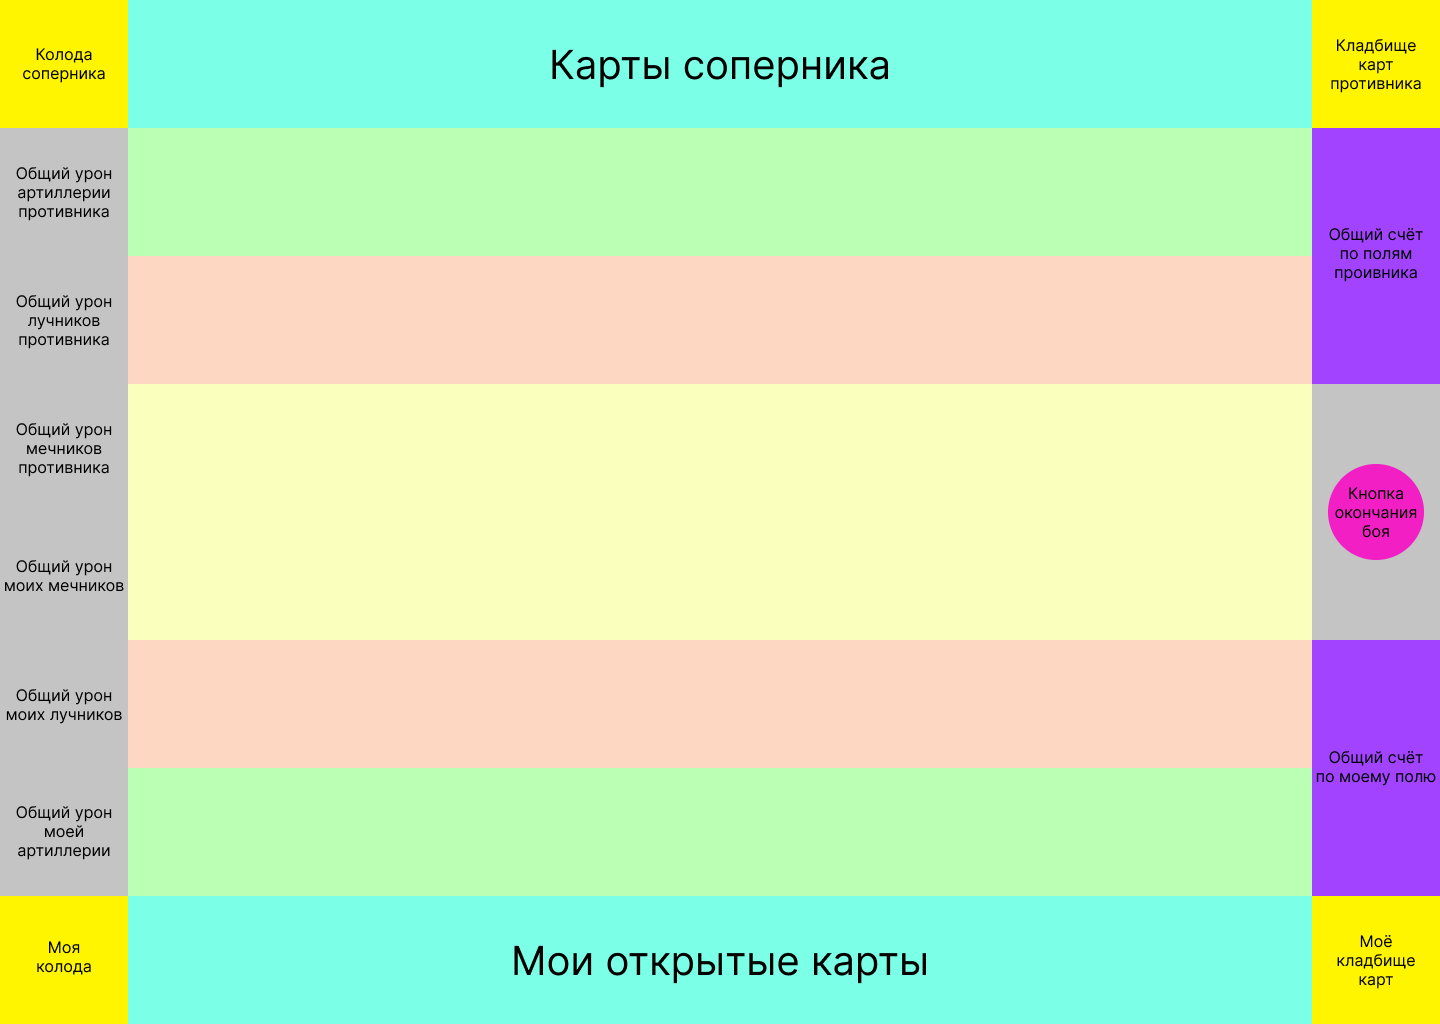 Колода
соперника
Карты соперника
Кладбище
карт
противника
Общий урон
артиллерии
противника
Общий счёт
по полям
проивника
Общий урон
лучников
противника
Общий урон
мечников
противника
Кнопка
окончания
боя
Общий урон
моих мечников
Общий урон
моих лучников
Общий счёт
по моему полю
Общий урон
моей
артиллерии
Моя
колода
Мои открытые карты
Моё
кладбище
карт